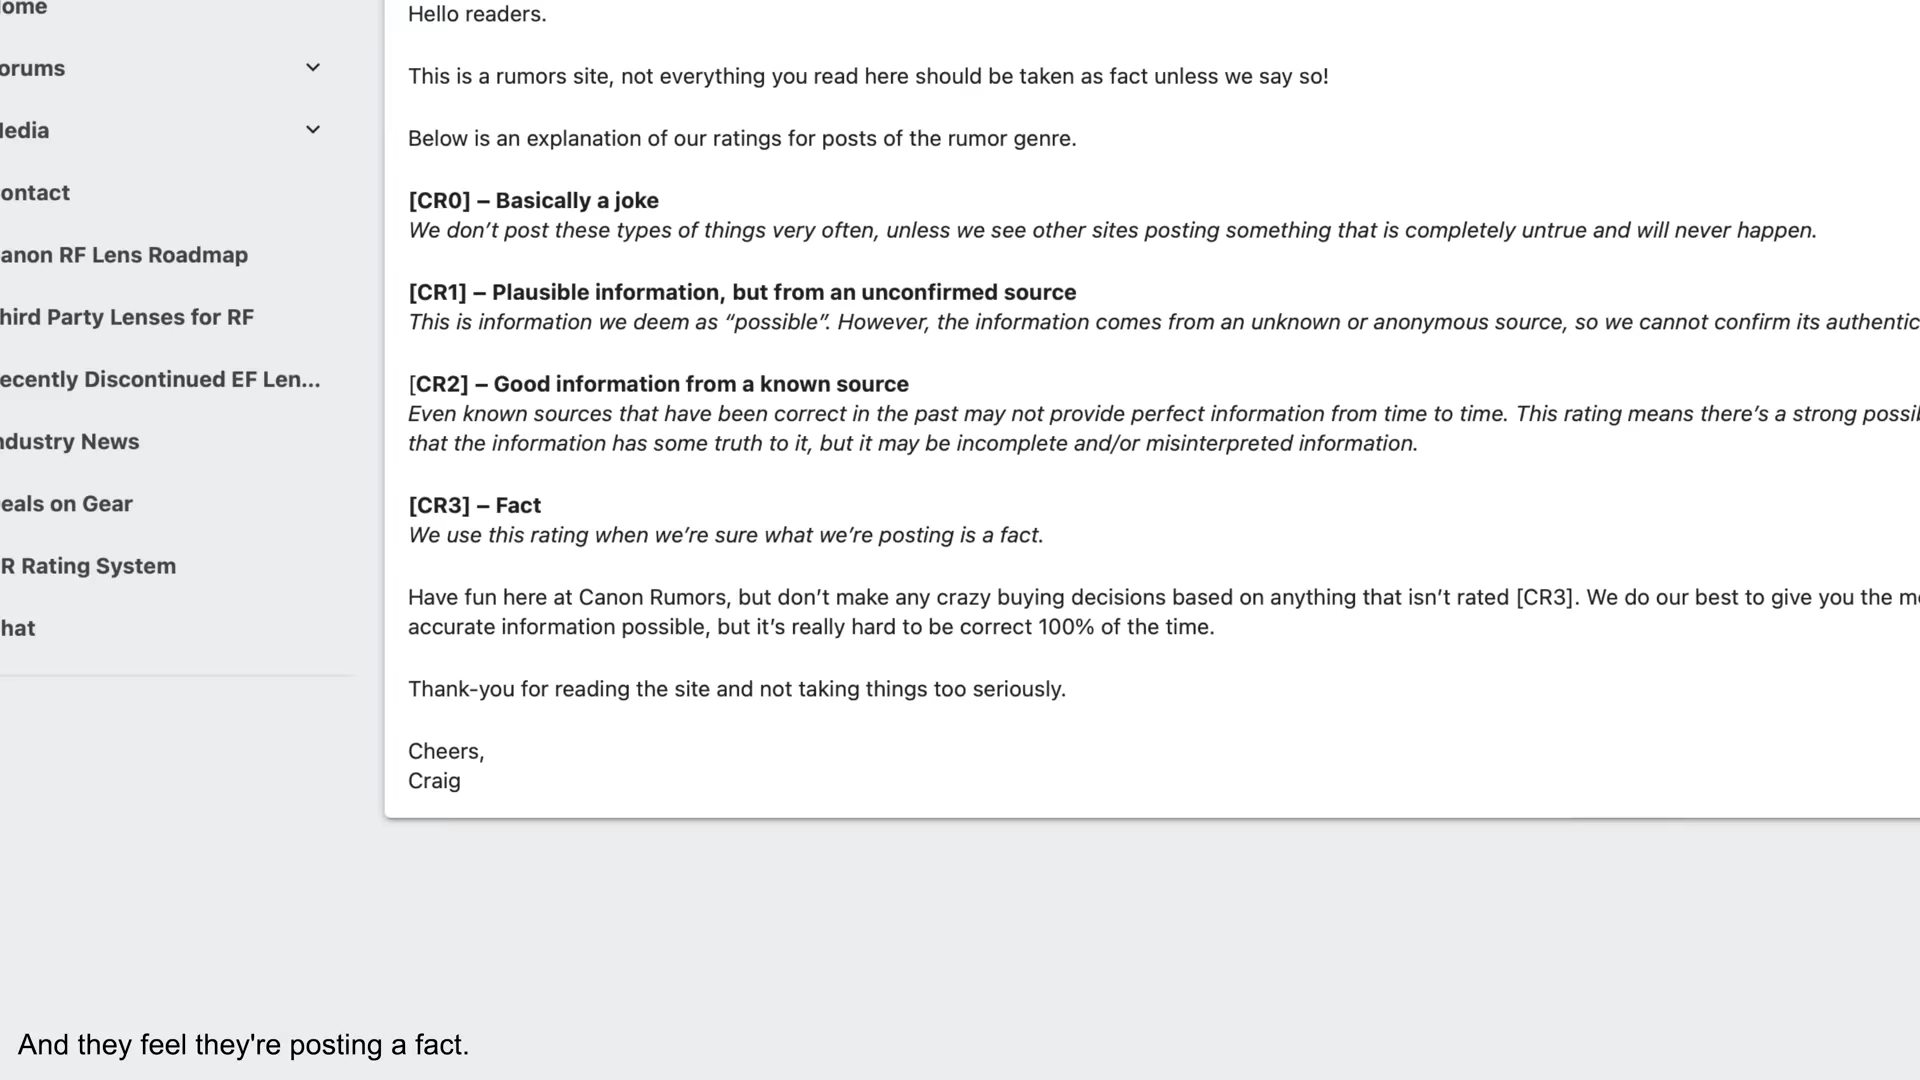 ome
Hello readers.
orums
This is a rumors site, not everything you read here should be taken as fact unless we say so!
edia
Below is an explanation of our ratings for posts of the rumor genre.
ontact
[CR0] – Basically a joke
We don’t post these types of things very often, unless we see other sites posting something that is completely untrue and will never happen.
anon RF Lens Roadmap
[CR1] – Plausible information, but from an unconfirmed source
hird Party Lenses for RF
This is information we deem as “possible”. However, the information comes from an unknown or anonymous source, so we cannot confirm its authentic
ecently Discontinued EF Len...
[CR2] – Good information from a known source
Even known sources that have been correct in the past may not provide perfect information from time to time. This rating means there’s a strong possib
that the information has some truth to it, but it may be incomplete and/or misinterpreted information.
ndustry News
eals on Gear
[CR3] – Fact
We use this rating when we’re sure what we’re posting is a fact.
R Rating System
Have fun here at Canon Rumors, but don’t make any crazy buying decisions based on anything that isn’t rated [CR3]. We do our best to give you the m
accurate information possible, but it’s really hard to be correct 100% of the time.
hat
Thank-you for reading the site and not taking things too seriously.
Cheers,
Craig
And they feel they're posting a fact.